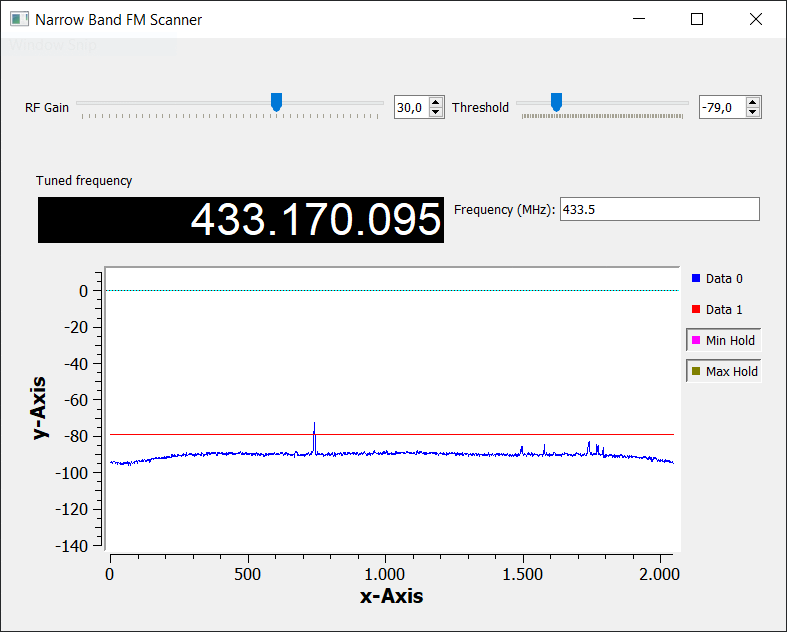 Narrow Band FM Scanner
RF Gain 30,0 Threshold -79,0
Tuned frequency
433.170.095 Frequency (MHz): 433.5
Data 0
Data 1
Min Hold
Max Hold
y-Axis
0
-20
-40
-60
-80
-100
-120
-140
0 500 1.000 1.500 2.000
x-Axis